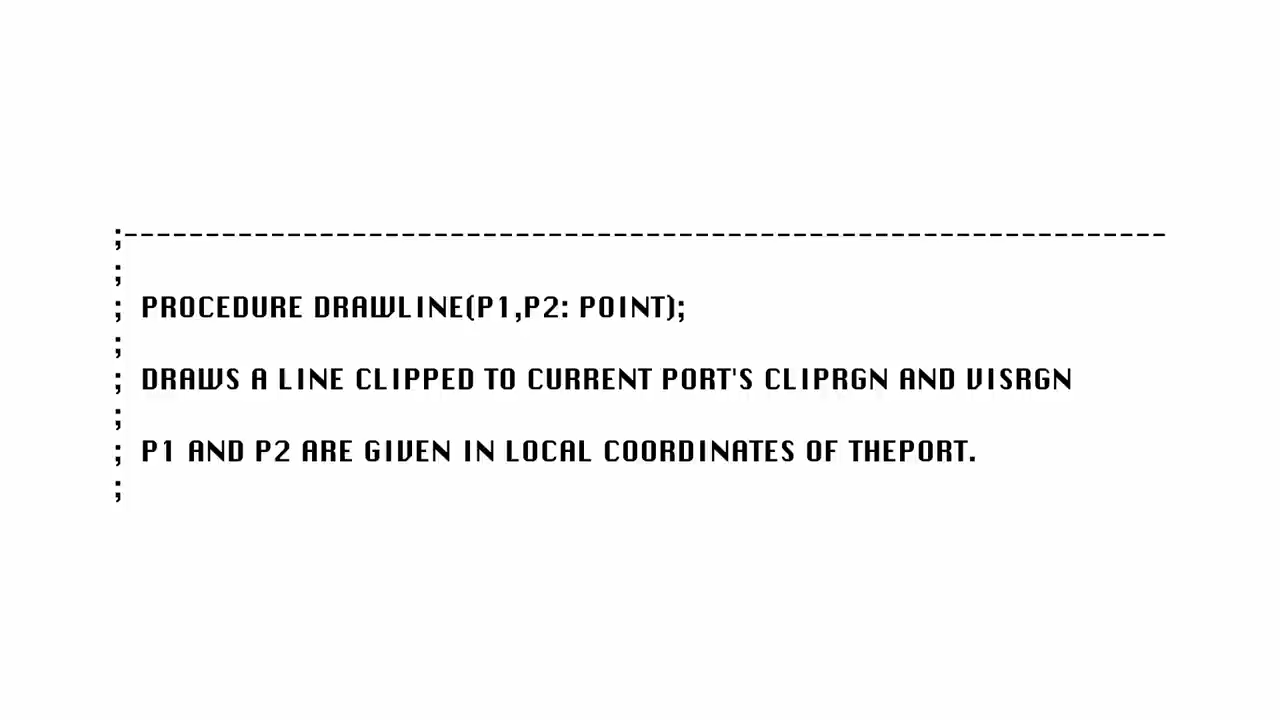 ;-----------------------------------------------------------------
;
; PROCEDURE DRAWLINE(P1,P2: POINT);
;
; DRAWS A LINE CLIPPED TO CURRENT PORT'S CLIPRGN AND VISRGN
;
; P1 AND P2 ARE GIVEN IN LOCAL COORDINATES OF THEPORT.
;